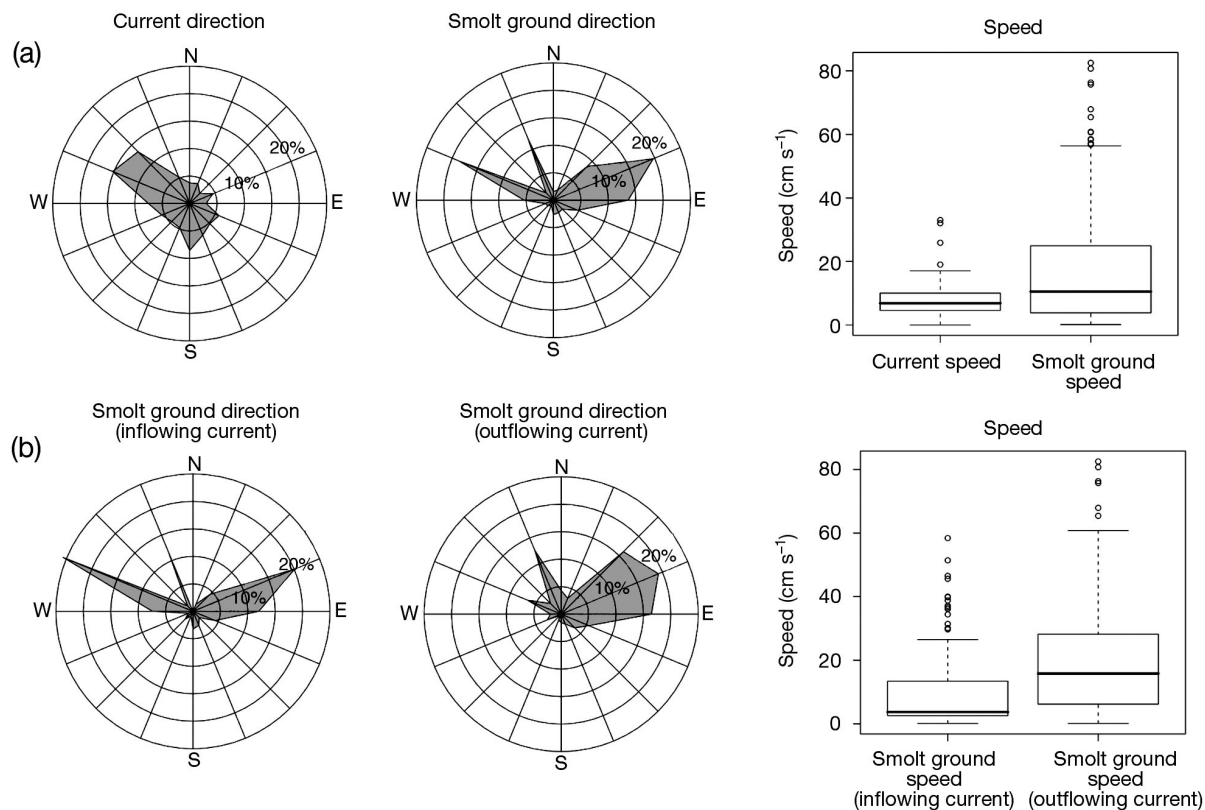 Current direction
Smolt ground direction
Speed
(a)
N
W
E
S
10%
20%
N
W
E
S
10%
20%
Speed (cm s⁻¹)
80
60
40
20
0
Current speed
Smolt ground
speed
Smolt ground direction
(inflowing current)
Smolt ground direction
(outflowing current)
Speed
(b)
N
W
E
S
10%
20%
N
W
E
S
10%
20%
Speed (cm s⁻¹)
80
60
40
20
0
Smolt ground
speed
(inflowing current)
Smolt ground
speed
(outflowing current)